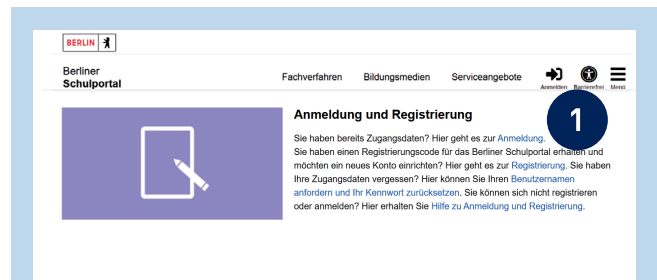 BERLIN
Berliner
Schulportal
Fachverfahren Bildungsmedien Serviceangebote
Anmelden Barrierefrei Menü
1
Anmeldung und Registrierung
Sie haben bereits Zugangsdaten? Hier geht es zur Anmeldung.
Sie haben einen Registrierungscode für das Berliner Schulportal erhalten und
möchten ein neues Konto einrichten? Hier geht es zur Registrierung. Sie haben
Ihre Zugangsdaten vergessen? Hier können Sie Ihren Benutzernamen
anfordern und Ihr Kennwort zurücksetzen. Sie können sich nicht registrieren
oder anmelden? Hier erhalten Sie Hilfe zu Anmeldung und Registrierung.